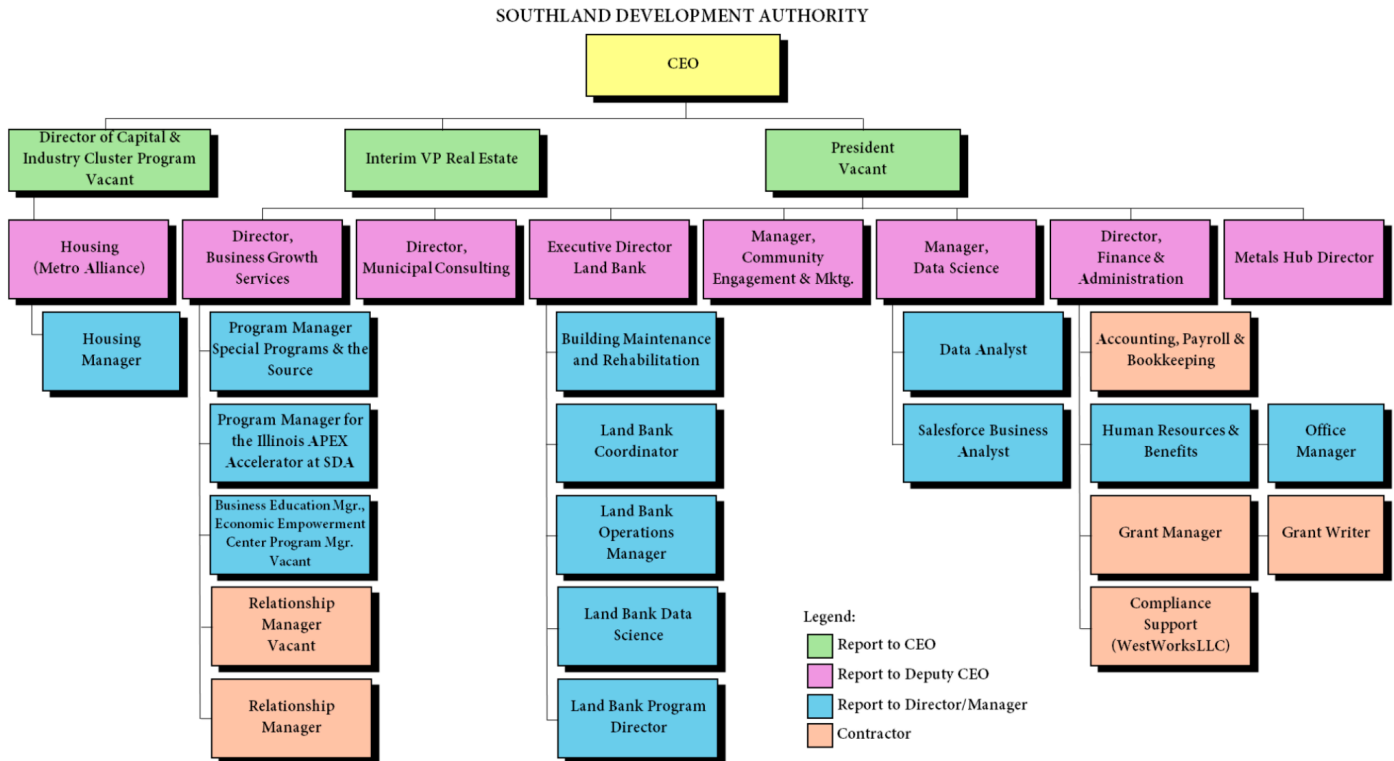 SOUTHLAND DEVELOPMENT AUTHORITY
CEO
Director of Capital &
Industry Cluster Program
Vacant
Interim VP Real Estate
President
Vacant
Housing
(Metro Alliance)
Director,
Business Growth
Services
Director,
Municipal Consulting
Executive Director
Land Bank
Manager,
Community
Engagement & Mktg.
Manager,
Data Science
Director,
Finance &
Administration
Metals Hub Director
Housing
Manager
Program Manager
Special Programs & the
Source
Building Maintenance
and Rehabilitation
Data Analyst
Accounting, Payroll &
Bookkeeping
Program Manager for
the Illinois APEX
Accelerator at SDA
Land Bank
Coordinator
Salesforce Business
Analyst
Human Resources &
Benefits
Office
Manager
Business Education Mgr.,
Economic Empowerment
Center Program Mgr.
Vacant
Land Bank
Operations
Manager
Grant Manager
Grant Writer
Relationship
Manager
Vacant
Land Bank Data
Science
Compliance
Support
(WestWorksLLC)
Relationship
Manager
Land Bank Program
Director
Legend:
Report to CEO
Report to Deputy CEO
Report to Director/Manager
Contractor